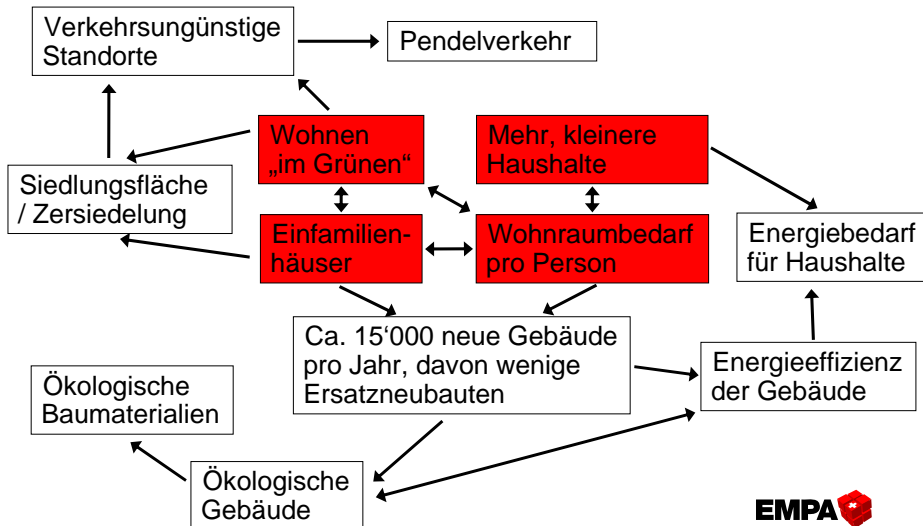 Verkehrsungünstige
Standorte
Pendelverkehr
Wohnen
„im Grünen“
Mehr, kleinere
Haushalte
Siedlungsfläche
/ Zersiedelung
Einfamilien-
häuser
Wohnraumbedarf
pro Person
Energiebedarf
für Haushalte
Ca. 15‘000 neue Gebäude
pro Jahr, davon wenige
Ersatzneubauten
Energieeffizienz
der Gebäude
Ökologische
Baumaterialien
Ökologische
Gebäude
EMPA